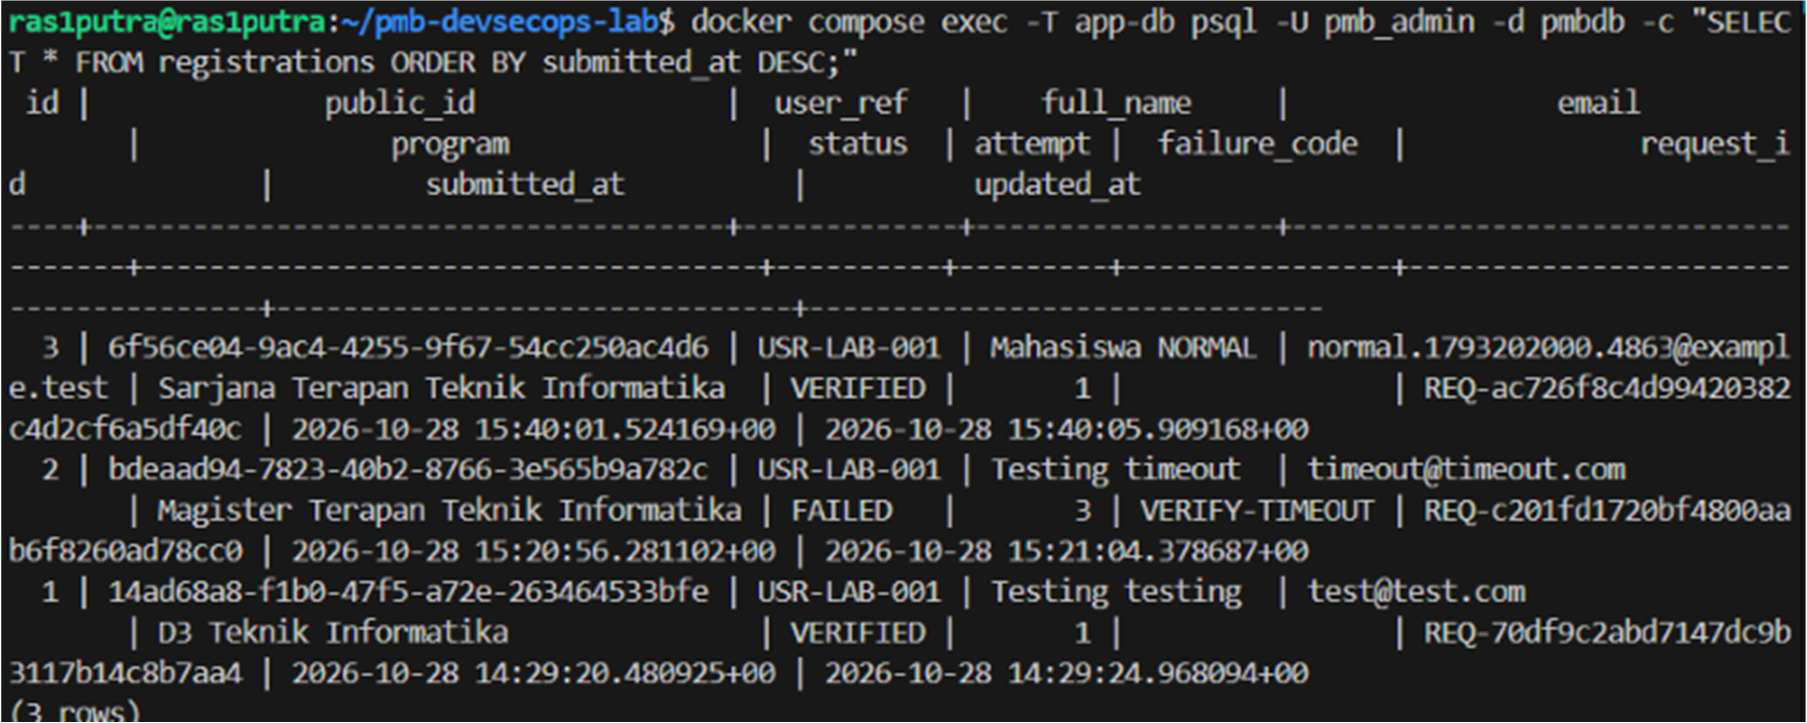 ras1putra@ras1putra:~/pmb-devsecops-lab$ docker compose exec -T app-db psql -U pmb_admin -d pmbdb -c "SELEC
T * FROM registrations ORDER BY submitted_at DESC;"
 id |              public_id               |  user_ref   |    full_name     |                email
       |               program               |  status  | attempt |  failure_code  |              request_i
d              |         submitted_at          |          updated_at
----+--------------------------------------+-------------+------------------+-----------------------------
-------+-------------------------------------+----------+---------+----------------+-----------------------
---------------+-------------------------------+-------------------------------
  3 | 6f56ce04-9ac4-4255-9f67-54cc250ac4d6 | USR-LAB-001 | Mahasiswa NORMAL | normal.1793202000.4863@exampl
e.test | Sarjana Terapan Teknik Informatika  | VERIFIED |       1 |                | REQ-ac726f8c4d99420382
c4d2cf6a5df40c | 2026-10-28 15:40:01.524169+00 | 2026-10-28 15:40:05.909168+00
  2 | bdeaad94-7823-40b2-8766-3e565b9a782c | USR-LAB-001 | Testing timeout  | timeout@timeout.com
       | Magister Terapan Teknik Informatika | FAILED   |       3 | VERIFY-TIMEOUT | REQ-c201fd1720bf4800aa
b6f8260ad78cc0 | 2026-10-28 15:20:56.281102+00 | 2026-10-28 15:21:04.378687+00
  1 | 14ad68a8-f1b0-47f5-a72e-263464533bfe | USR-LAB-001 | Testing testing  | test@test.com
       | D3 Teknik Informatika               | VERIFIED |       1 |                | REQ-70df9c2abd7147dc9b
3117b14c8b7aa4 | 2026-10-28 14:29:20.480925+00 | 2026-10-28 14:29:24.968094+00
(3 rows)